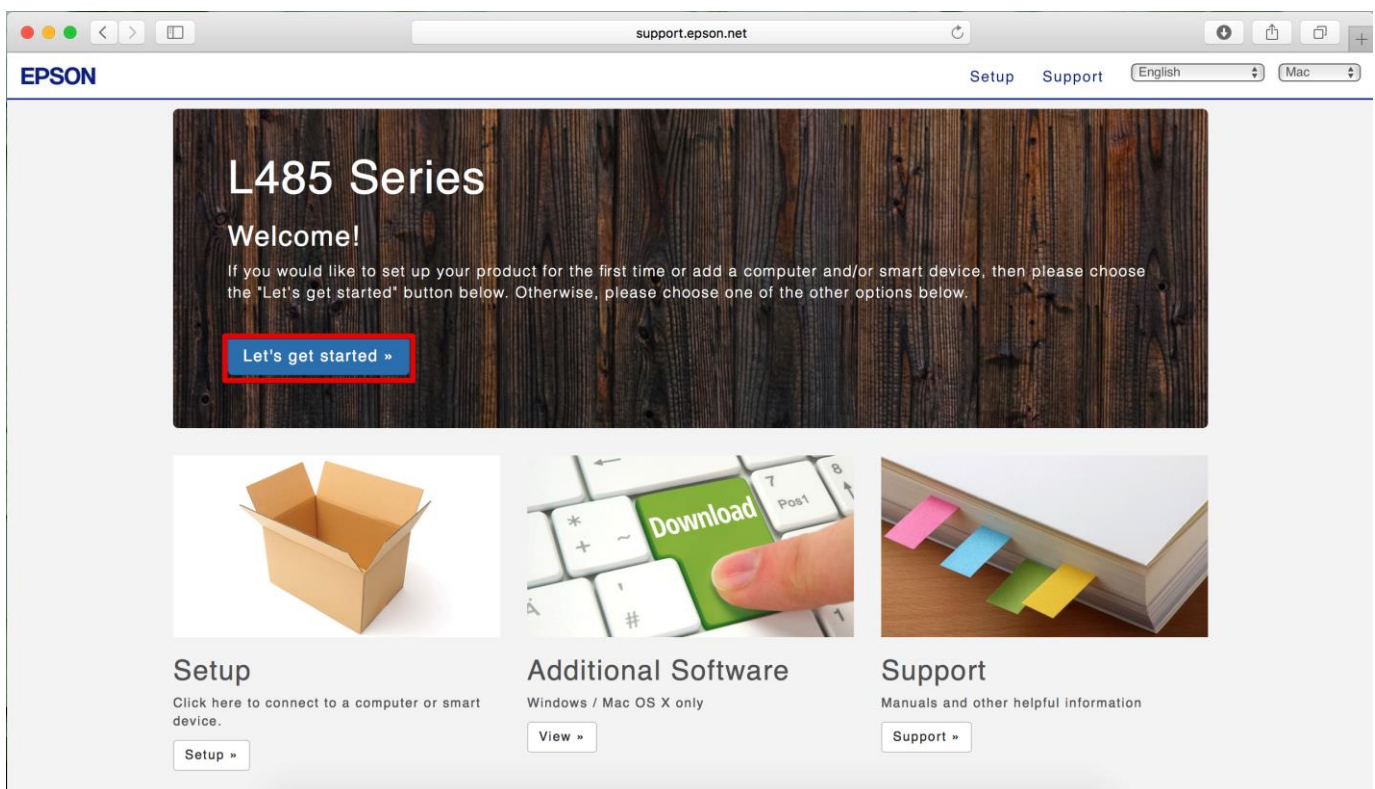 support.epson.net
EPSON
Setup
Support
English
Mac
L485 Series
Welcome!
If you would like to set up your product for the first time or add a computer and/or smart device, then please choose
the "Let's get started" button below. Otherwise, please choose one of the other options below.
Let's get started »
* + ~ ' # Download 7 Pos1 8 1
Setup
Click here to connect to a computer or smart
device.
Setup »
Additional Software
Windows / Mac OS X only
View »
Support
Manuals and other helpful information
Support »